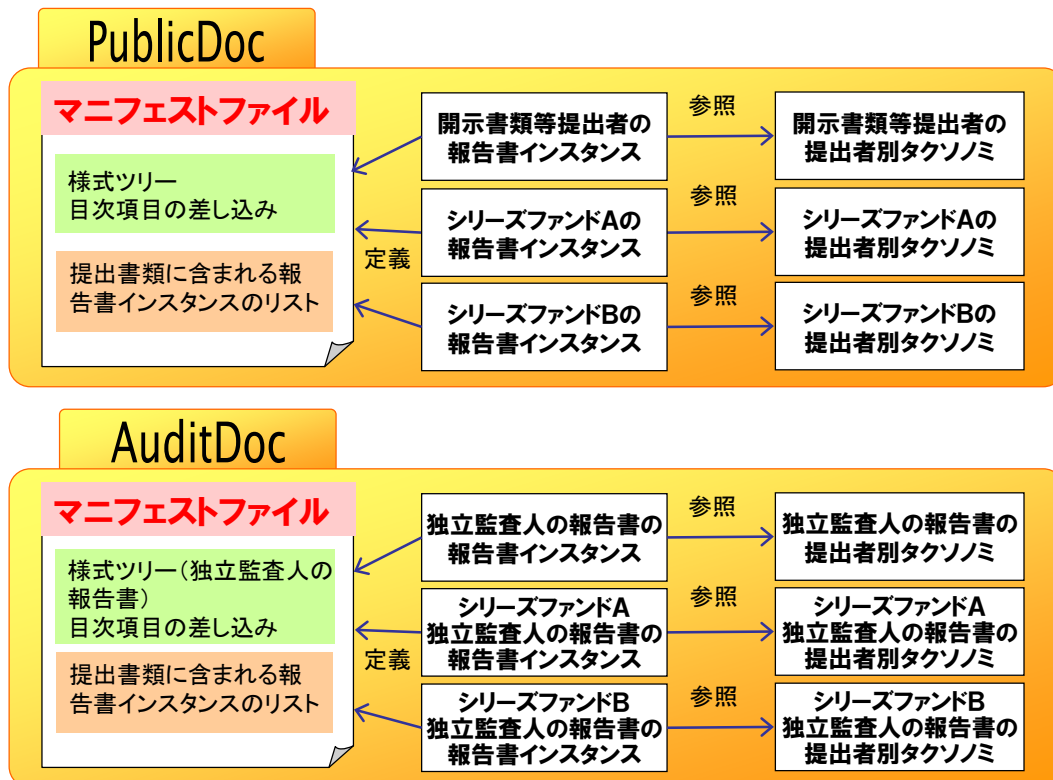 PublicDoc
マニフェストファイル
様式ツリー
目次項目の差し込み
提出書類に含まれる報
告書インスタンスのリスト
定義
開示書類等提出者の
報告書インスタンス
参照
開示書類等提出者の
提出者別タクソノミ
シリーズファンドAの
報告書インスタンス
参照
シリーズファンドAの
提出者別タクソノミ
シリーズファンドBの
報告書インスタンス
参照
シリーズファンドBの
提出者別タクソノミ
AuditDoc
マニフェストファイル
様式ツリー(独立監査人の
報告書)
目次項目の差し込み
提出書類に含まれる報
告書インスタンスのリスト
定義
独立監査人の報告書の
報告書インスタンス
参照
独立監査人の報告書の
提出者別タクソノミ
シリーズファンドA
独立監査人の報告書の
報告書インスタンス
参照
シリーズファンドA
独立監査人の報告書の
提出者別タクソノミ
シリーズファンドB
独立監査人の報告書の
報告書インスタンス
参照
シリーズファンドB
独立監査人の報告書の
提出者別タクソノミ